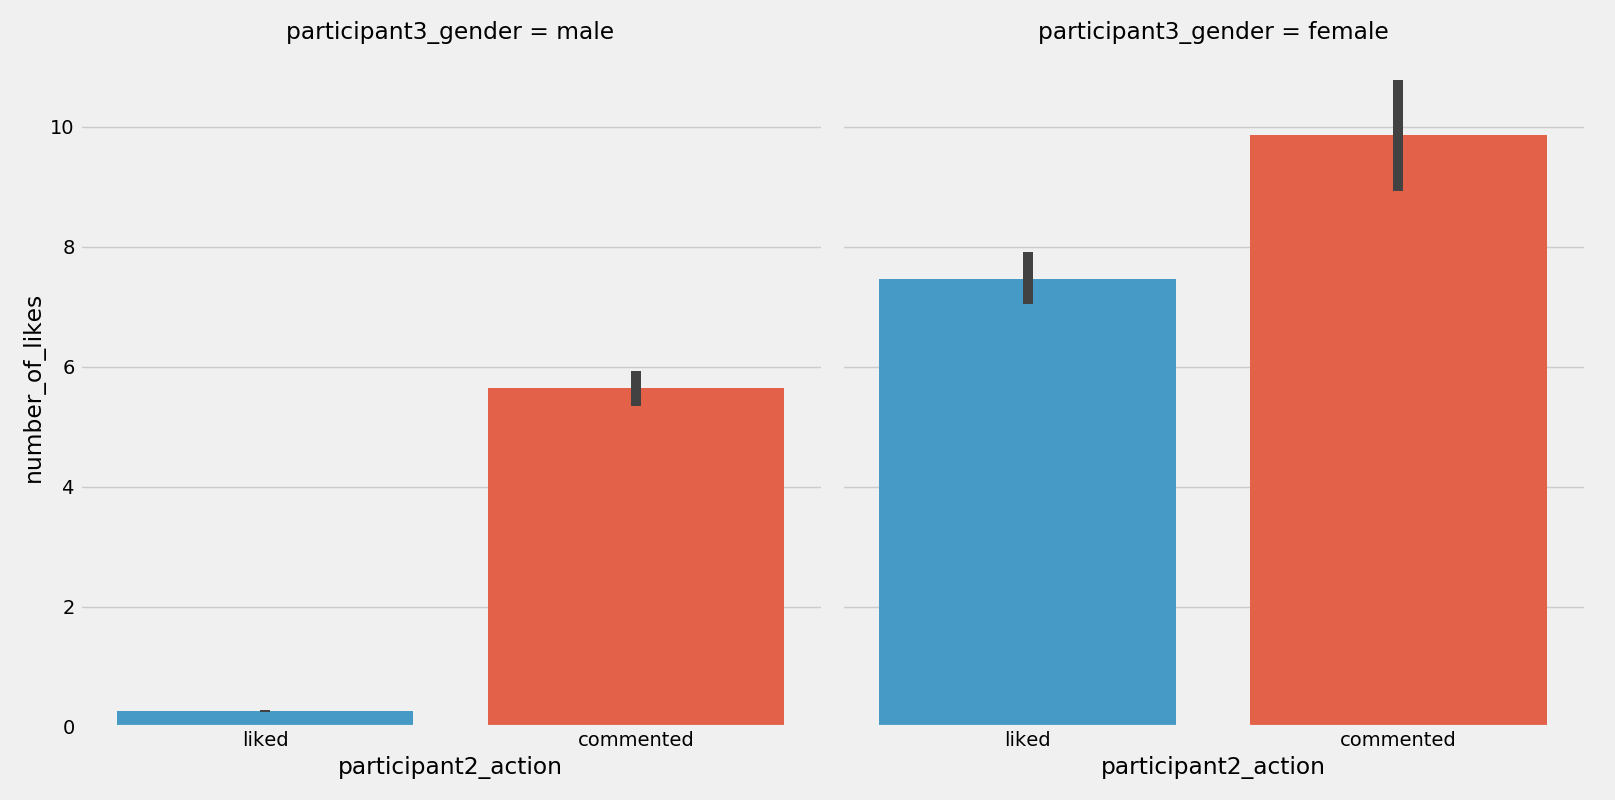 participant3_gender = male
participant3_gender = female
number_of_likes
10
8
6
4
2
0
liked
commented
liked
commented
participant2_action
participant2_action